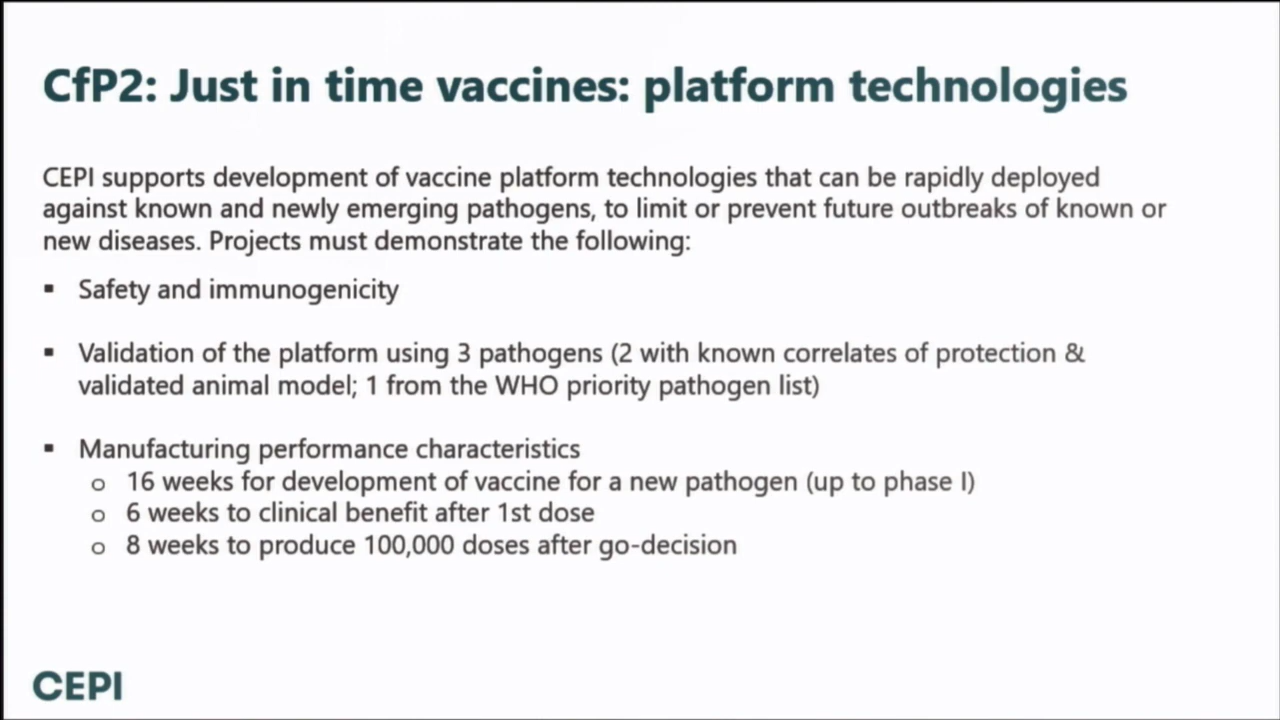 CfP2: Just in time vaccines: platform technologies
CEPI supports development of vaccine platform technologies that can be rapidly deployed
against known and newly emerging pathogens, to limit or prevent future outbreaks of known or
new diseases. Projects must demonstrate the following:
▪ Safety and immunogenicity
▪ Validation of the platform using 3 pathogens (2 with known correlates of protection &
validated animal model; 1 from the WHO priority pathogen list)
▪ Manufacturing performance characteristics
o 16 weeks for development of vaccine for a new pathogen (up to phase I)
o 6 weeks to clinical benefit after 1st dose
o 8 weeks to produce 100,000 doses after go-decision
CEPI